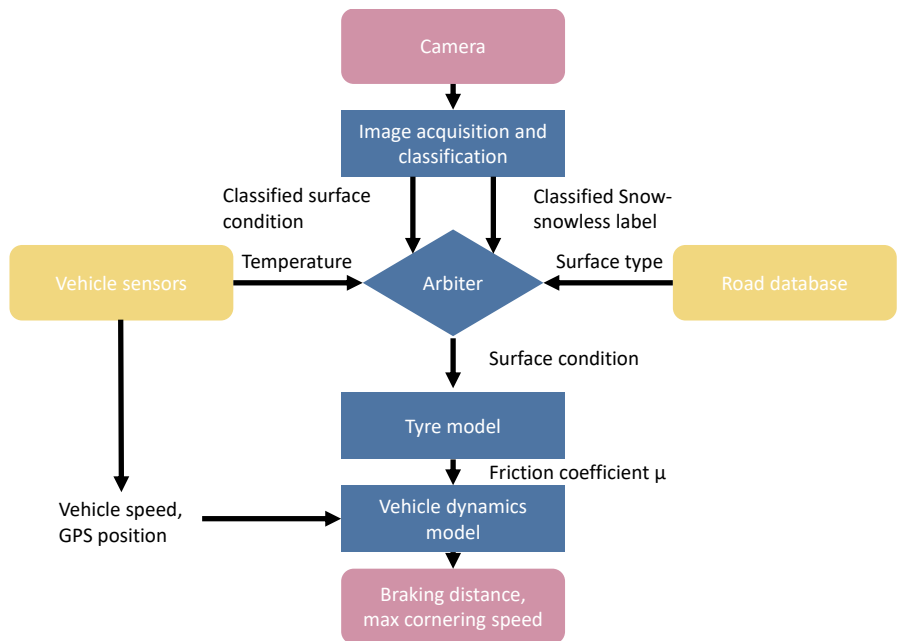 Camera
Image acquisition and
classification
Classified surface
condition
Classified Snow-
snowless label
Temperature
Surface type
Vehicle sensors
Arbiter
Road database
Surface condition
Tyre model
Friction coefficient μ
Vehicle speed,
GPS position
Vehicle dynamics
model
Braking distance,
max cornering speed